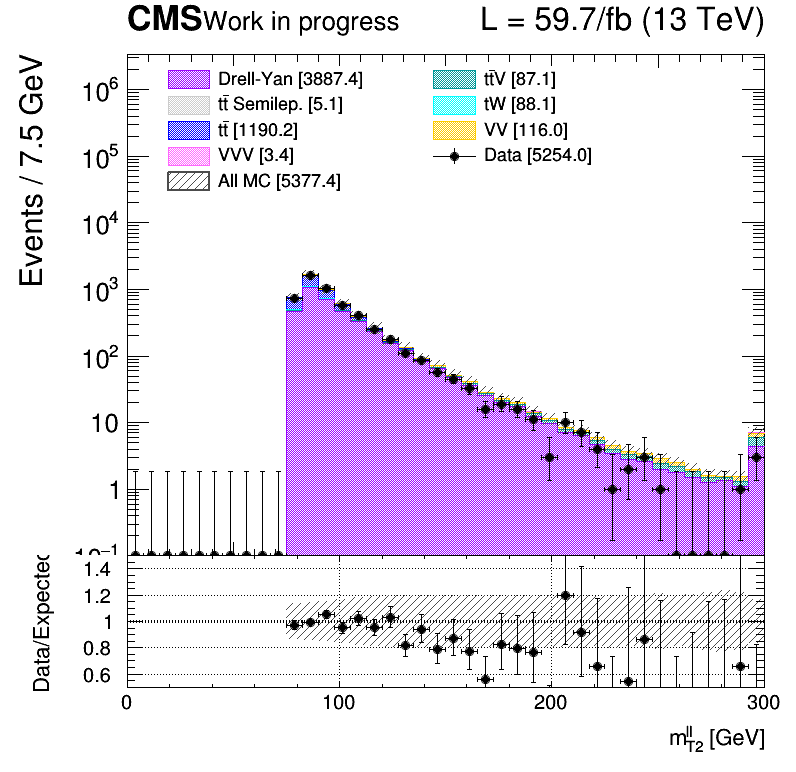 CMS Work in progress L = 59.7/fb (13 TeV)
Events / 7.5 GeV
Drell-Yan [3887.4]
tt̄ Semilep. [5.1]
tt̄ [1190.2]
VVV [3.4]
All MC [5377.4]
tt̄V [87.1]
tW [88.1]
VV [116.0]
Data [5254.0]
10⁶
10⁵
10⁴
10³
10²
10
1
10⁻¹
Data/Expected
1.4
1.2
1
0.8
0.6
0 100 200 300
m^{ll}_{T2} [GeV]